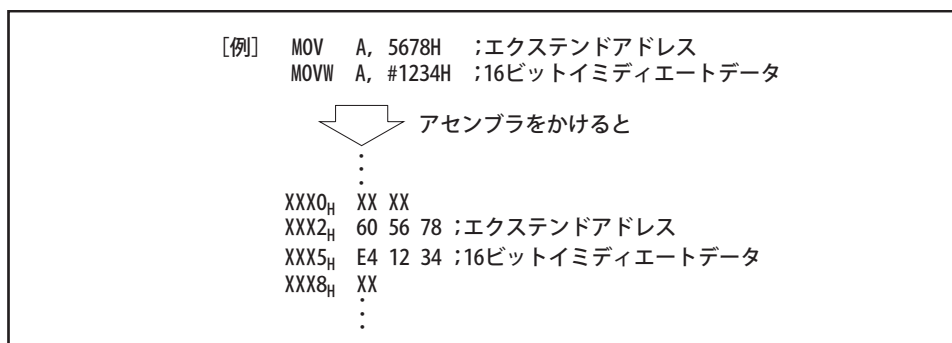 [例] MOV A, 5678H ;エクステンドアドレス
MOVW A, #1234H ;16ビットイミディエートデータ
アセンブラをかけると
XXX0H XX XX
XXX2H 60 56 78 ;エクステンドアドレス
XXX5H E4 12 34 ;16ビットイミディエートデータ
XXX8H XX